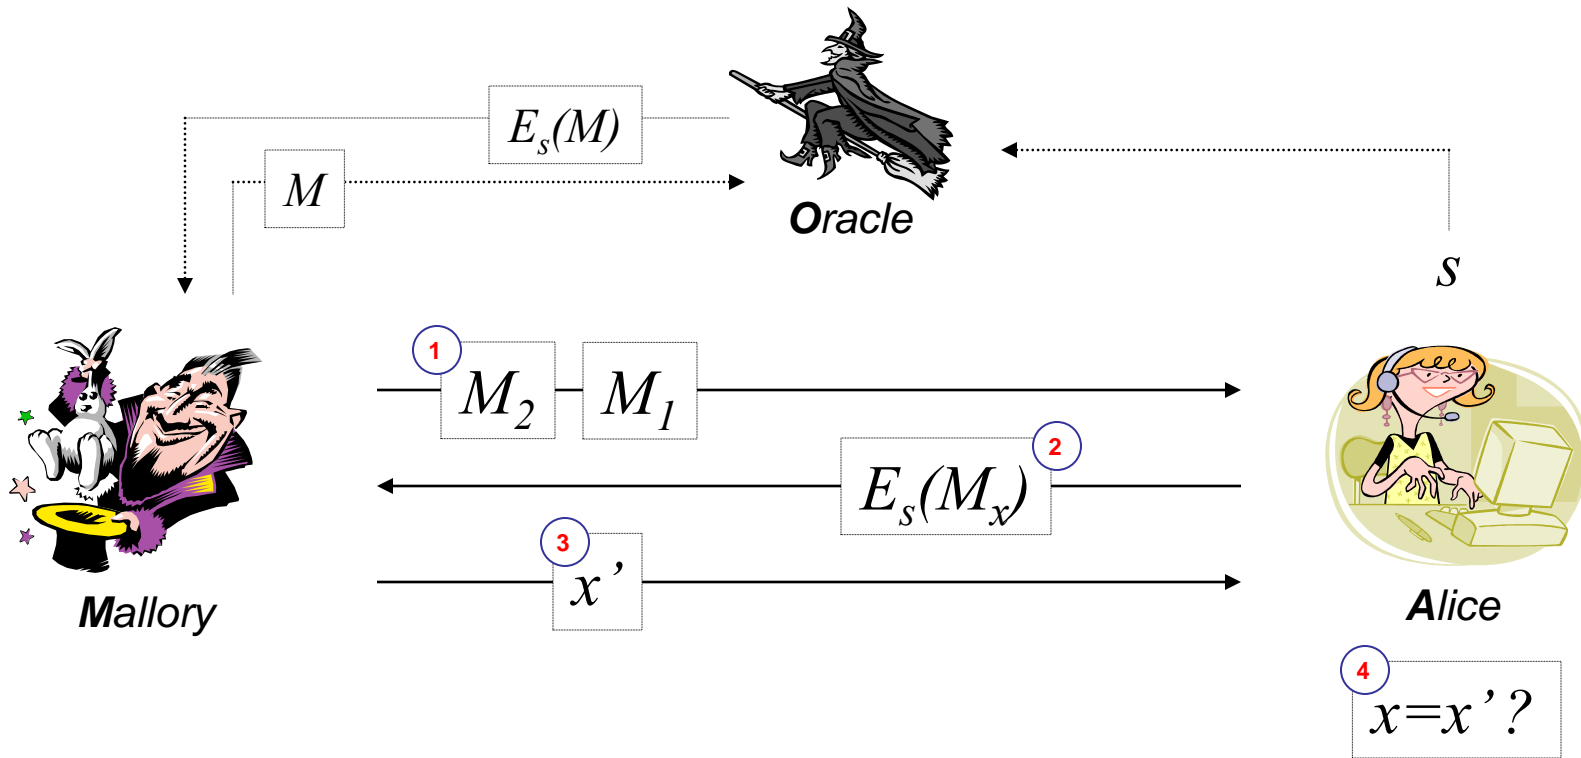 E_s(M)
M
Oracle
s
1
M_2 M_1
2
E_s(M_x)
3
x’
Mallory
Alice
4
x=x’?